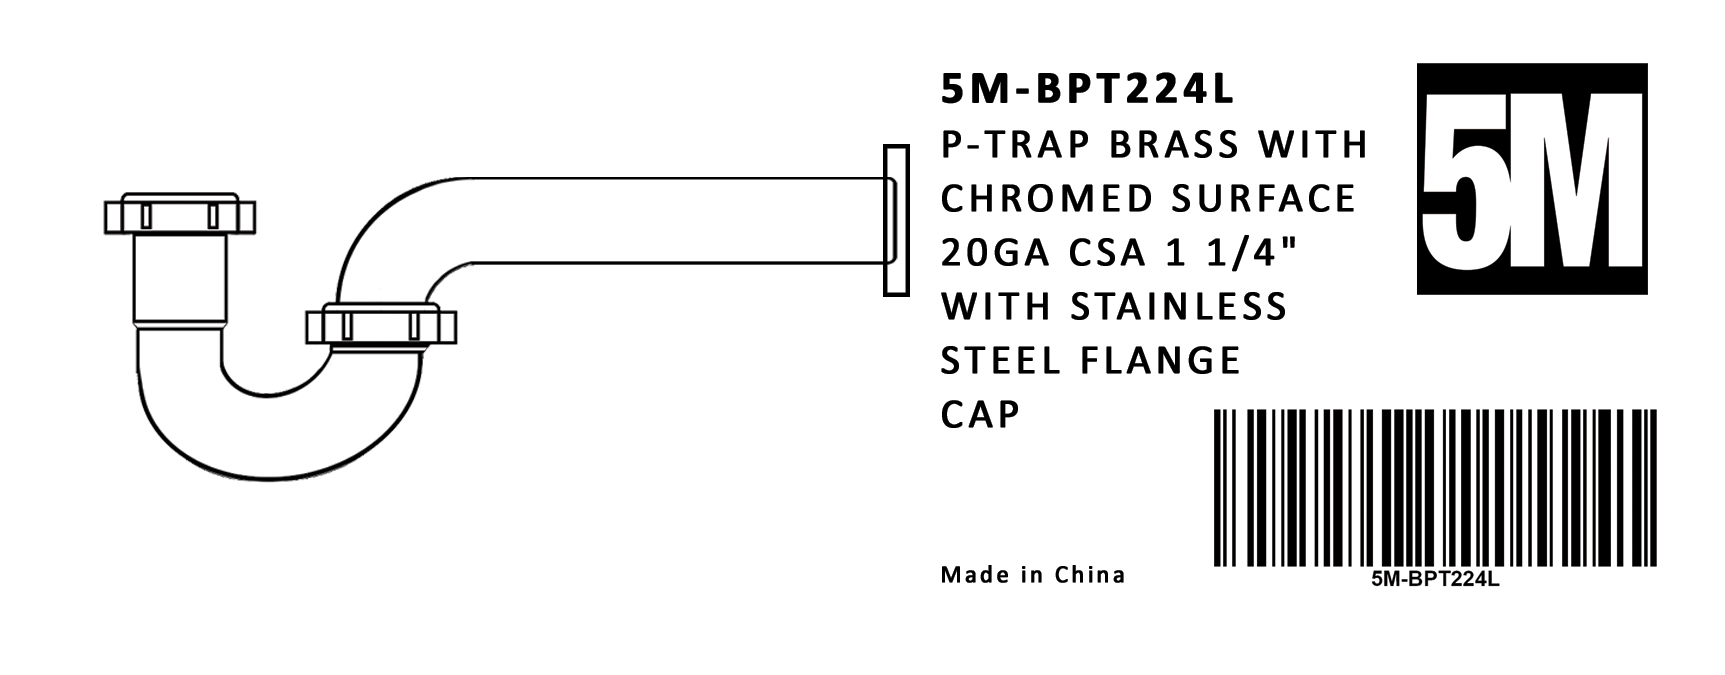 5M-BPT224L
P-TRAP BRASS WITH
CHROMED SURFACE
20GA CSA 1 1/4"
WITH STAINLESS
STEEL FLANGE
CAP
5M
Made in China
5M-BPT224L